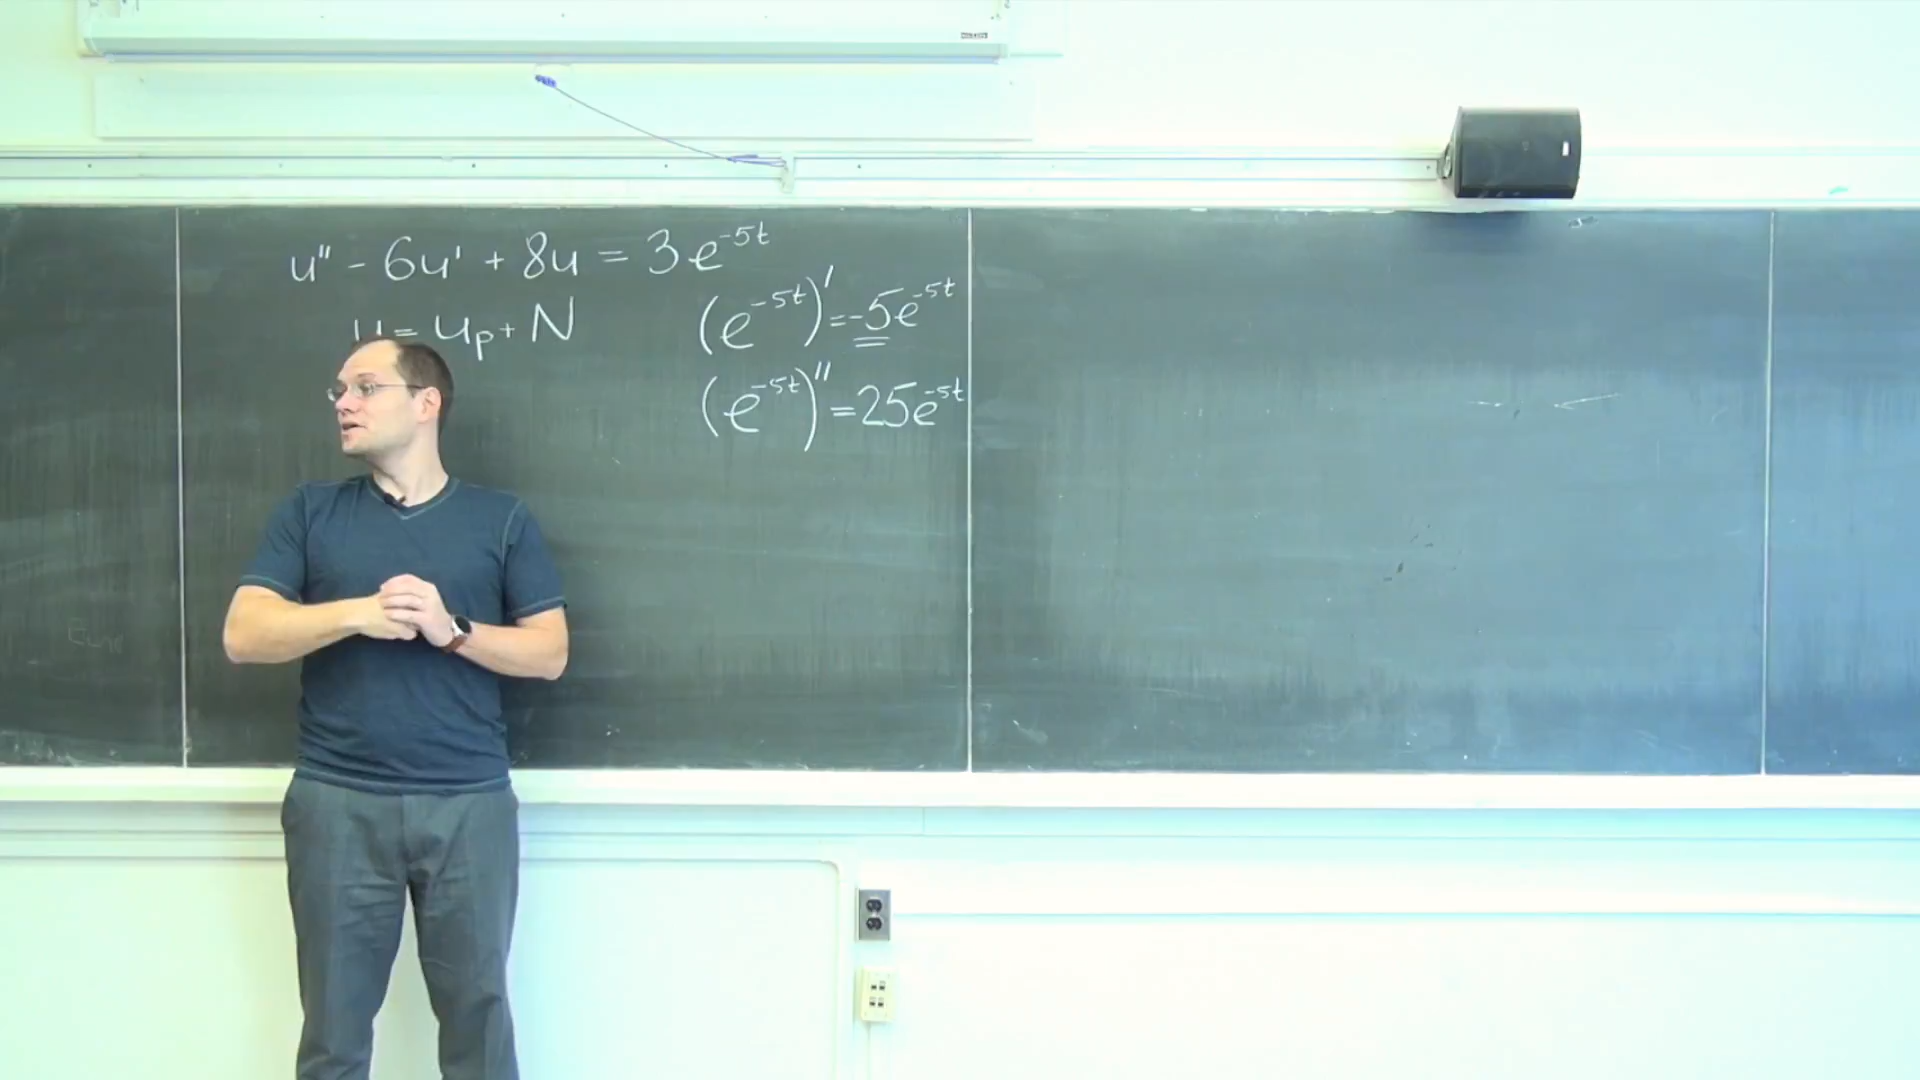 u'' - 6u' + 8u = 3e^{-5t}
u = u_p + N
(e^{-5t})' = -5e^{-5t}
(e^{-5t})'' = 25e^{-5t}